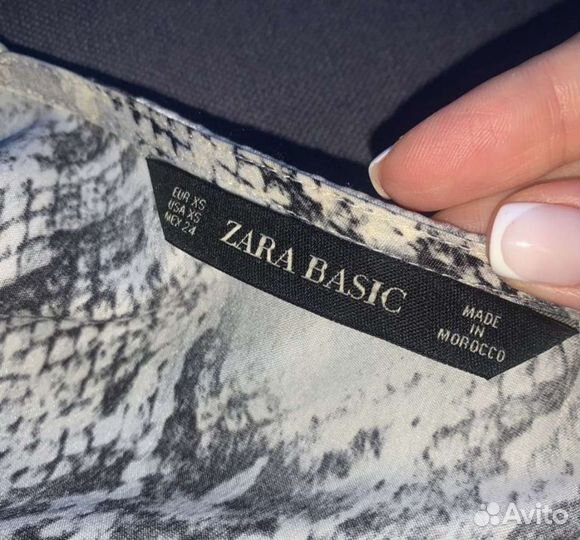 EUR XS
USA XS
MEX 24
ZARA BASIC
MADE
IN
MOROCCO
Avito